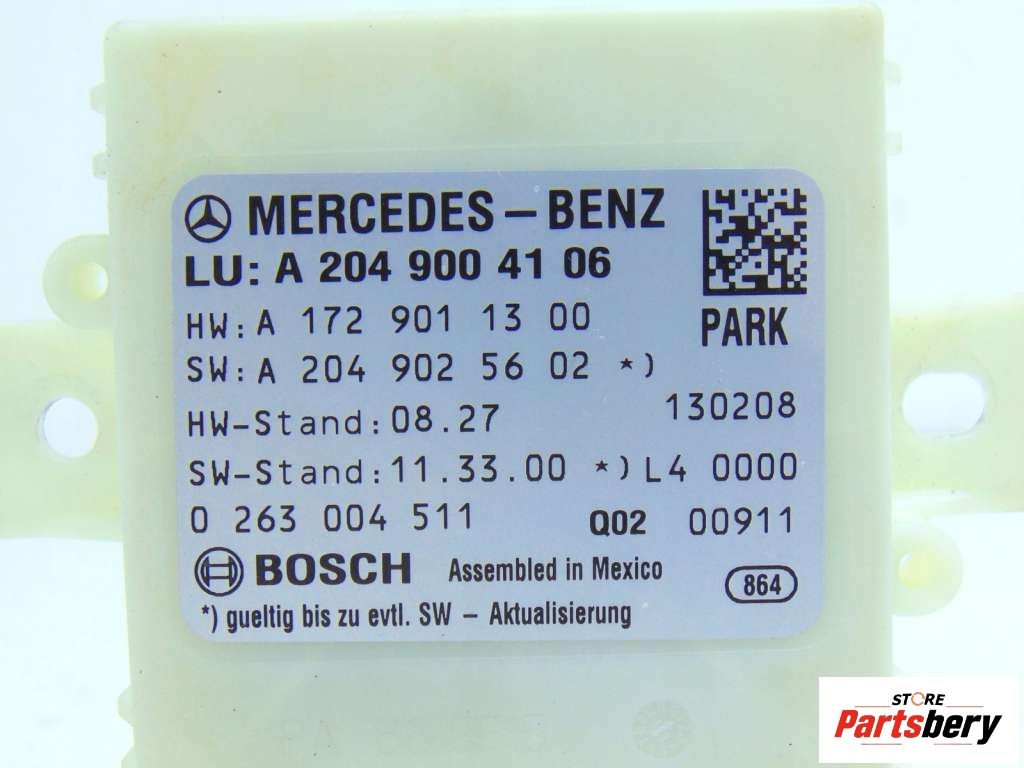 MERCEDES – BENZ
LU: A 204 900 41 06
HW: A 172 901 13 00
PARK
SW: A 204 902 56 02 *)
HW-Stand: 08.27 130208
SW-Stand: 11.33.00 *) L4 0000
0 263 004 511 Q02 00911
BOSCH Assembled in Mexico 864
*) gueltig bis zu evtl. SW – Aktualisierung
STORE
Partsbery